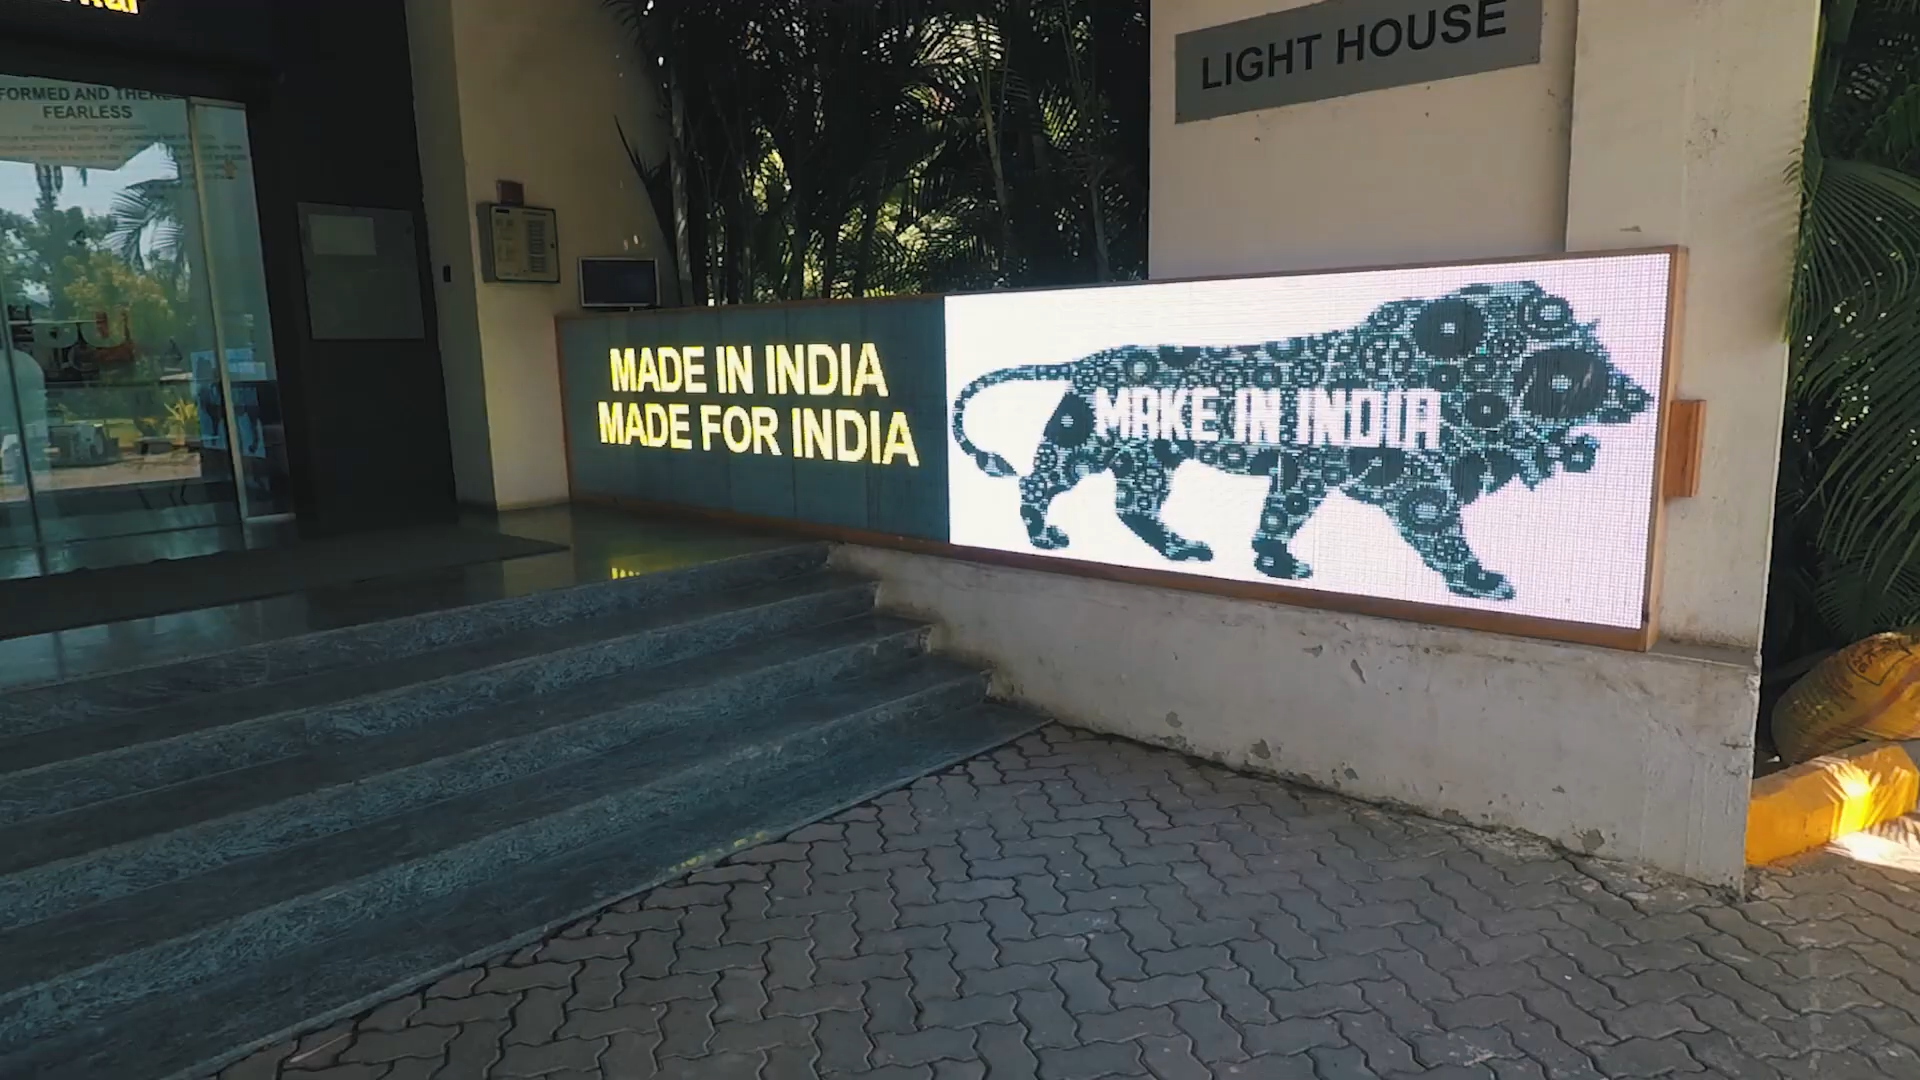 FORMED AND THERE
FEARLESS
LIGHT HOUSE
MADE IN INDIA
MADE FOR INDIA
MAKE IN INDIA